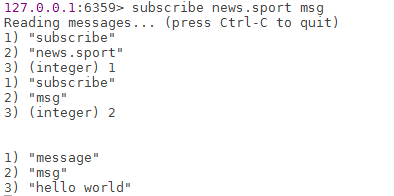 127.0.0.1:6359> subscribe news.sport msg
Reading messages... (press Ctrl-C to quit)
1) "subscribe"
2) "news.sport"
3) (integer) 1
1) "subscribe"
2) "msg"
3) (integer) 2
1) "message"
2) "msg"
3) "hello world"